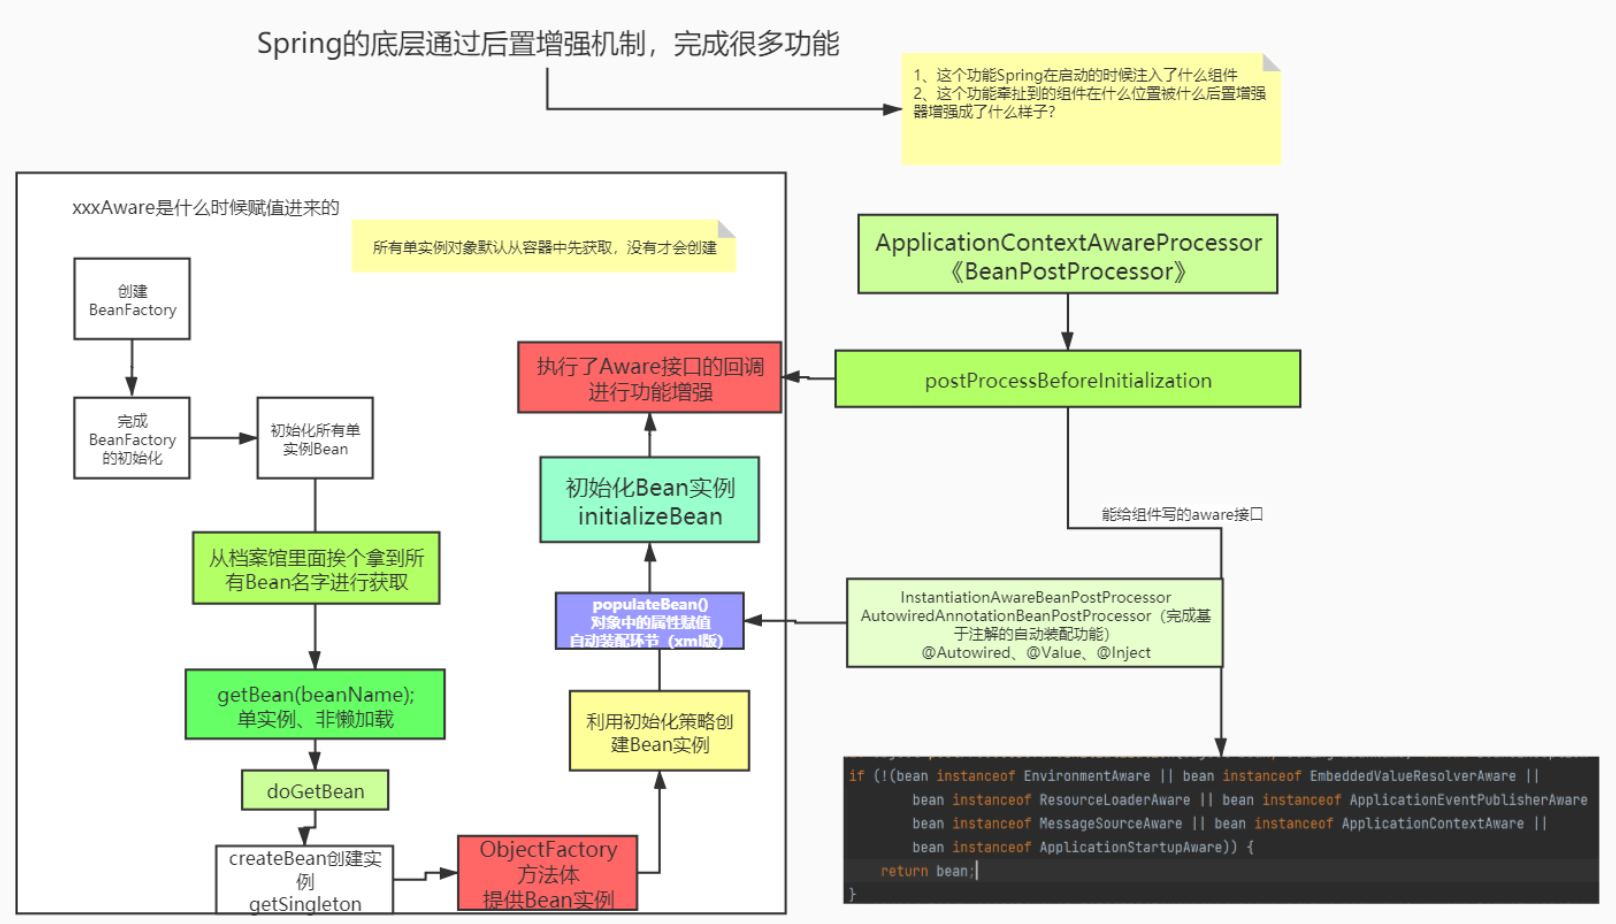 Spring的底层通过后置增强机制，完成很多功能
1、这个功能Spring在启动的时候注入了什么组件
2、这个功能牵扯到的组件在什么位置被什么后置增强
器增强成了什么样子？
xxxAware是什么时候赋值进来的
所有单实例对象默认从容器中先获取，没有才会创建
创建
BeanFactory
完成
BeanFactory
的初始化
初始化所有单
实例Bean
从档案馆里面挨个拿到所
有Bean名字进行获取
getBean(beanName);
单实例、非懒加载
doGetBean
createBean创建实
例
getSingleton
ObjectFactory
方法体
提供Bean实例
利用初始化策略创
建Bean实例
populateBean()
对象中的属性赋值
自动装配环节（xml版）
初始化Bean实例
initializeBean
执行了Aware接口的回调
进行功能增强
ApplicationContextAwareProcessor
《BeanPostProcessor》
postProcessBeforeInitialization
能给组件写的aware接口
InstantiationAwareBeanPostProcessor
AutowiredAnnotationBeanPostProcessor（完成基
于注解的自动装配功能）
@Autowired、@Value、@Inject
if (!(bean instanceof EnvironmentAware || bean instanceof EmbeddedValueResolverAware ||
bean instanceof ResourceLoaderAware || bean instanceof ApplicationEventPublisherAware
bean instanceof MessageSourceAware || bean instanceof ApplicationContextAware ||
bean instanceof ApplicationStartupAware)) {
return bean;
}